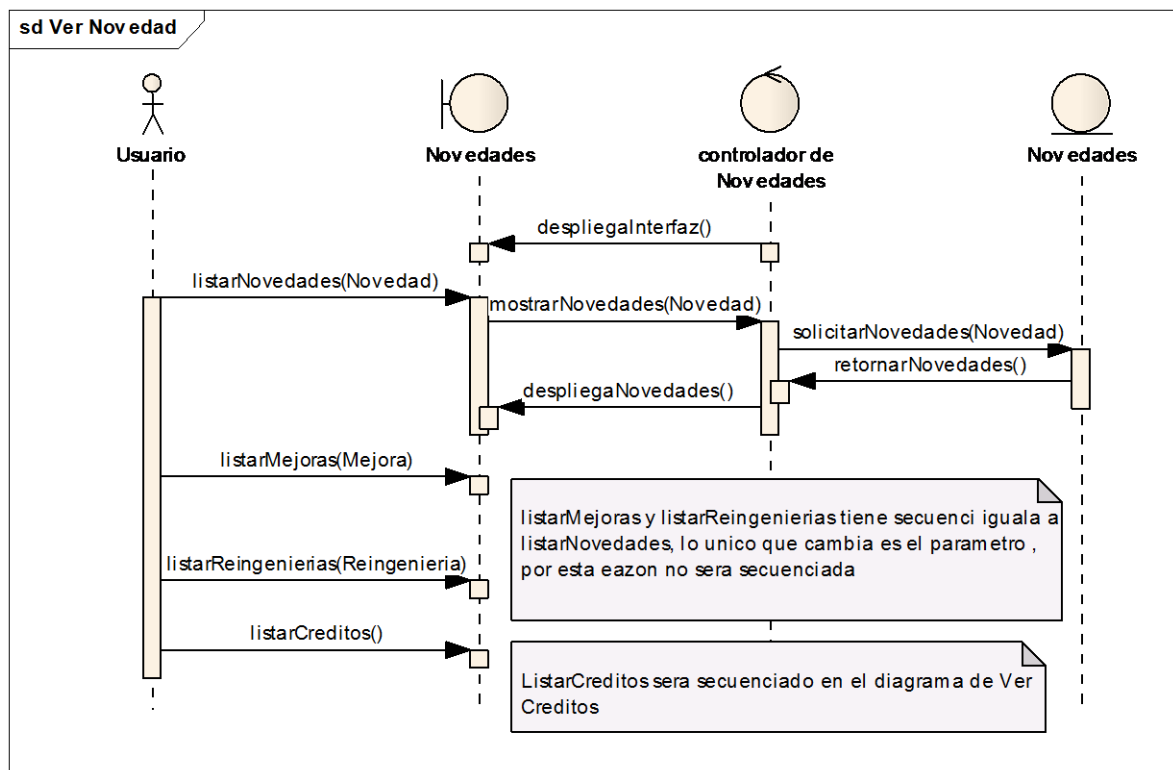 sd Ver Novedad
Usuario
Novedades
controlador de
Novedades
Novedades
despliegaInterfaz()
listarNovedades(Novedad)
mostrarNovedades(Novedad)
solicitarNovedades(Novedad)
retornarNovedades()
despliegaNovedades()
listarMejoras(Mejora)
listarMejoras y listarReingenierias tiene secuenci iguala a
listarNovedades, lo unico que cambia es el parametro ,
por esta eazon no sera secuenciada
listarReingenierias(Reingenieria)
listarCreditos()
ListarCreditos sera secuenciado en el diagrama de Ver
Creditos